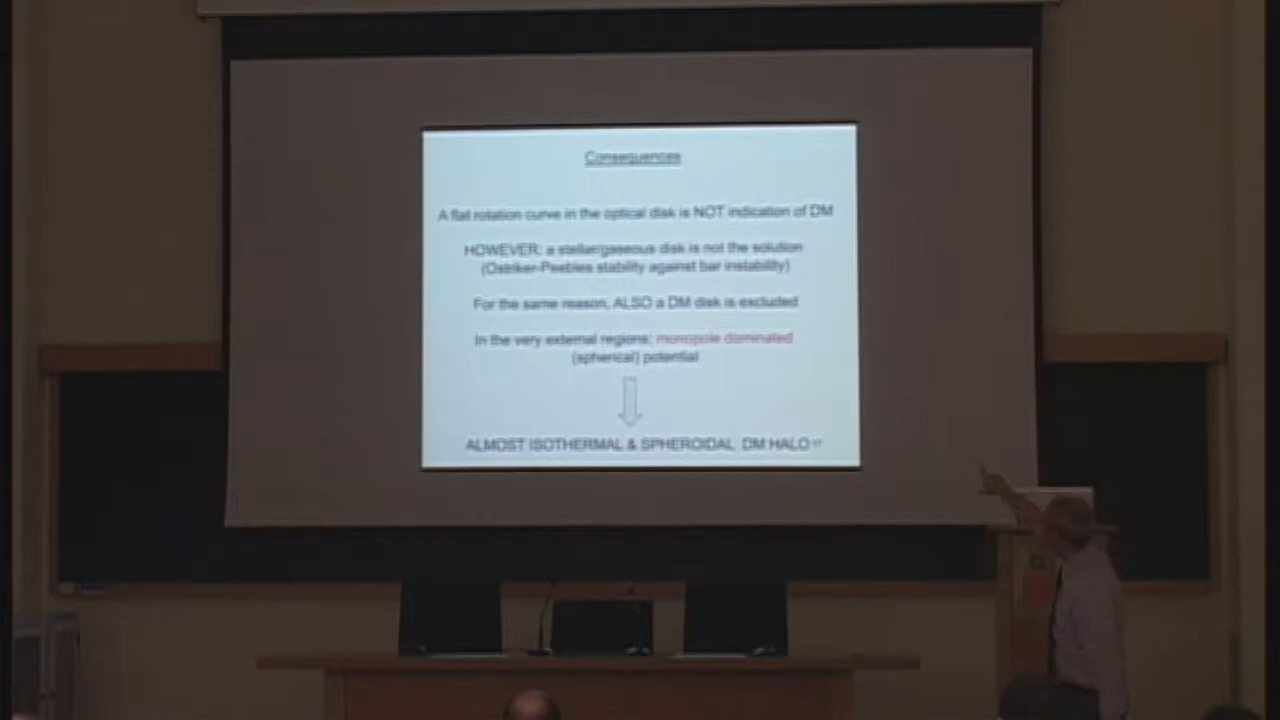 Consequences
A flat rotation curve in the optical disk is NOT indication of DM
HOWEVER: a stellar/gaseous disk is not the solution
(Ostriker-Peebles stability against bar instability)
For the same reason, ALSO a DM disk is excluded
In the very external regions: monopole dominated
(spherical) potential
ALMOST ISOTHERMAL & SPHEROIDAL DM HALO